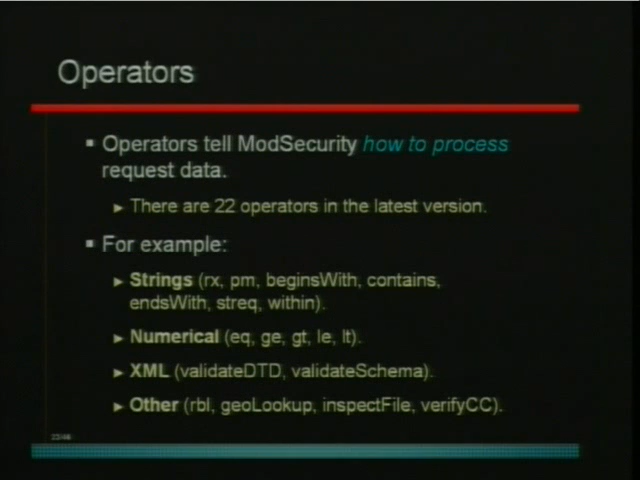 Operators
▪ Operators tell ModSecurity how to process
request data.
► There are 22 operators in the latest version.
▪ For example:
► Strings (rx, pm, beginsWith, contains,
endsWith, streq, within).
► Numerical (eq, ge, gt, le, lt).
► XML (validateDTD, validateSchema).
► Other (rbl, geoLookup, inspectFile, verifyCC).